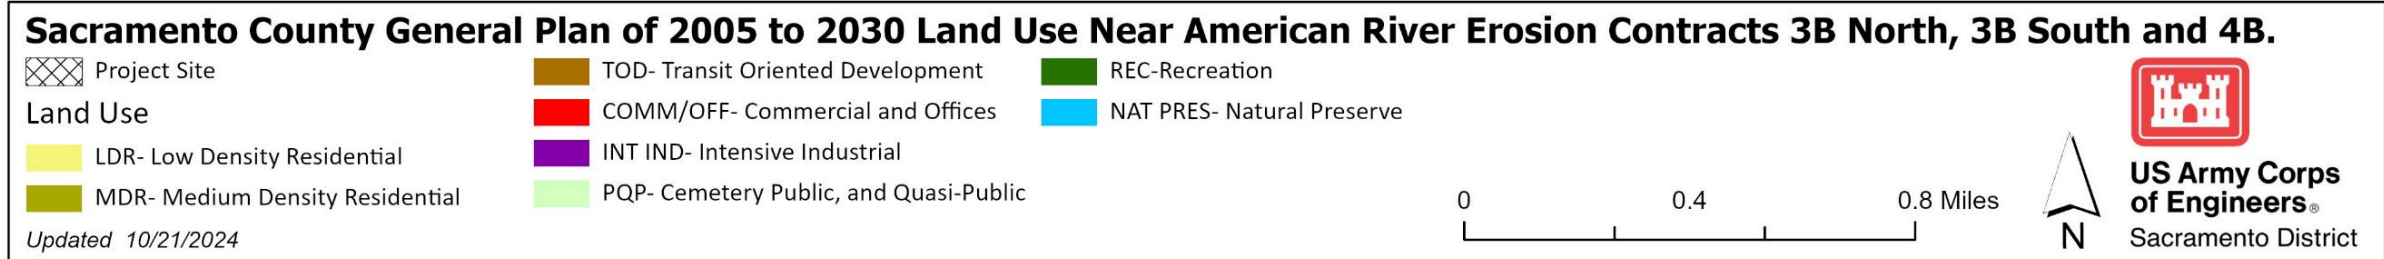 Sacramento County General Plan of 2005 to 2030 Land Use Near American River Erosion Contracts 3B North, 3B South and 4B.
Project Site
Land Use
LDR- Low Density Residential
MDR- Medium Density Residential
Updated 10/21/2024
TOD- Transit Oriented Development
COMM/OFF- Commercial and Offices
INT IND- Intensive Industrial
PQP- Cemetery Public, and Quasi-Public
REC-Recreation
NAT PRES- Natural Preserve
0 0.4 0.8 Miles
N
US Army Corps
of Engineers®
Sacramento District